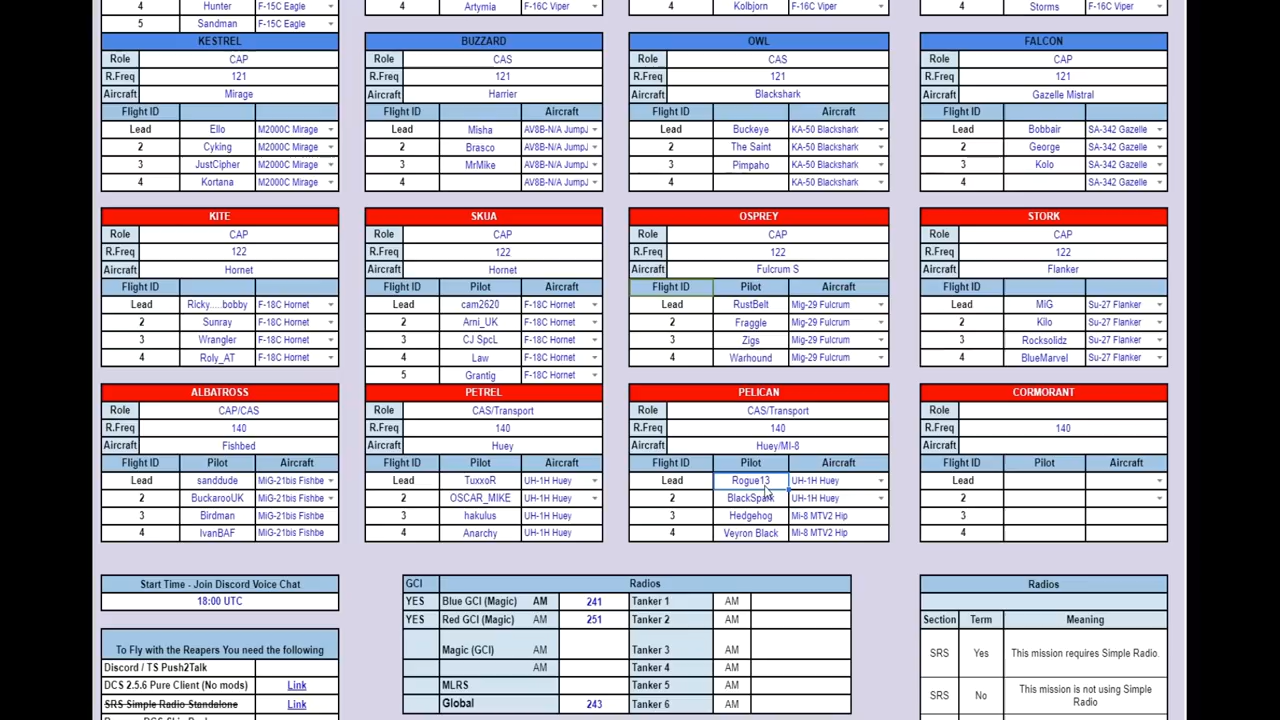 4 Hunter F-15C Eagle 4 Artymia F-16C Viper 4 Kolbjorn F-16C Viper 4 Storms F-16C Viper
5 Sandman F-15C Eagle
KESTREL BUZZARD OWL FALCON
Role CAP Role CAS Role CAS Role CAP
R.Freq 121 R.Freq 121 R.Freq 121 R.Freq 121
Aircraft Mirage Aircraft Harrier Aircraft Blackshark Aircraft Gazelle Mistral
Flight ID Flight ID Aircraft Flight ID Flight ID
Lead Ello M2000C Mirage Lead Misha AV8B-N/A JumpJ Lead Buckeye KA-50 Blackshark Lead Bobbair SA-342 Gazelle
2 Cyking M2000C Mirage 2 Brasco AV8B-N/A JumpJ 2 The Saint KA-50 Blackshark 2 George SA-342 Gazelle
3 JustCipher M2000C Mirage 3 MrMike AV8B-N/A JumpJ 3 Pimpaho KA-50 Blackshark 3 Kolo SA-342 Gazelle
4 Kortana M2000C Mirage 4 AV8B-N/A JumpJ 4 KA-50 Blackshark 4 SA-342 Gazelle
KITE SKUA OSPREY STORK
Role CAP Role CAP Role CAP Role CAP
R.Freq 122 R.Freq 122 R.Freq 122 R.Freq 122
Aircraft Hornet Aircraft Hornet Aircraft Fulcrum S Aircraft Flanker
Flight ID Pilot Aircraft Flight ID Pilot Aircraft Flight ID Pilot Aircraft Flight ID Pilot Aircraft
Lead Ricky.....bobby F-18C Hornet Lead cam2620 F-18C Hornet Lead RustBelt Mig-29 Fulcrum Lead MiG Su-27 Flanker
2 Sunray F-18C Hornet 2 Arni_UK F-18C Hornet 2 Fraggle Mig-29 Fulcrum 2 Kilo Su-27 Flanker
3 Wrangler F-18C Hornet 3 CJ SpcL F-18C Hornet 3 Zigs Mig-29 Fulcrum 3 Rocksolidz Su-27 Flanker
4 Roly_AT F-18C Hornet 4 Law F-18C Hornet 4 Warhound Mig-29 Fulcrum 4 BlueMarvel Su-27 Flanker
5 Grantig F-18C Hornet
ALBATROSS PETREL PELICAN CORMORANT
Role CAP/CAS Role CAS/Transport Role CAS/Transport Role
R.Freq 140 R.Freq 140 R.Freq 140 R.Freq 140
Aircraft Fishbed Aircraft Huey Aircraft Huey/MI-8 Aircraft
Flight ID Pilot Aircraft Flight ID Pilot Aircraft Flight ID Pilot Aircraft Flight ID Pilot Aircraft
Lead sanddude MiG-21bis Fishbe Lead TuxxoR UH-1H Huey Lead Rogue13 UH-1H Huey Lead
2 BuckarooUK MiG-21bis Fishbe 2 OSCAR_MIKE UH-1H Huey 2 BlackSpark UH-1H Huey 2
3 Birdman MiG-21bis Fishbe 3 hakulus UH-1H Huey 3 Hedgehog Mi-8 MTV2 Hip 3
4 IvanBAF MiG-21bis Fishbe 4 Anarchy UH-1H Huey 4 Veyron Black Mi-8 MTV2 Hip 4
Start Time - Join Discord Voice Chat GCI Radios Radios
18:00 UTC YES Blue GCI (Magic) AM 241 Tanker 1 AM
YES Red GCI (Magic) AM 251 Tanker 2 AM Section Term Meaning
To Fly with the Reapers You need the following Magic (GCI) Tanker 3 AM SRS Yes This mission requires Simple Radio.
Discord / TS Push2Talk AM Tanker 4 AM
DCS 2.5.6 Pure Client (No mods) Link MLRS Tanker 5 AM SRS No This mission is not using Simple
SRS Simple Radio Standalone Link Global 243 Tanker 6 AM Radio